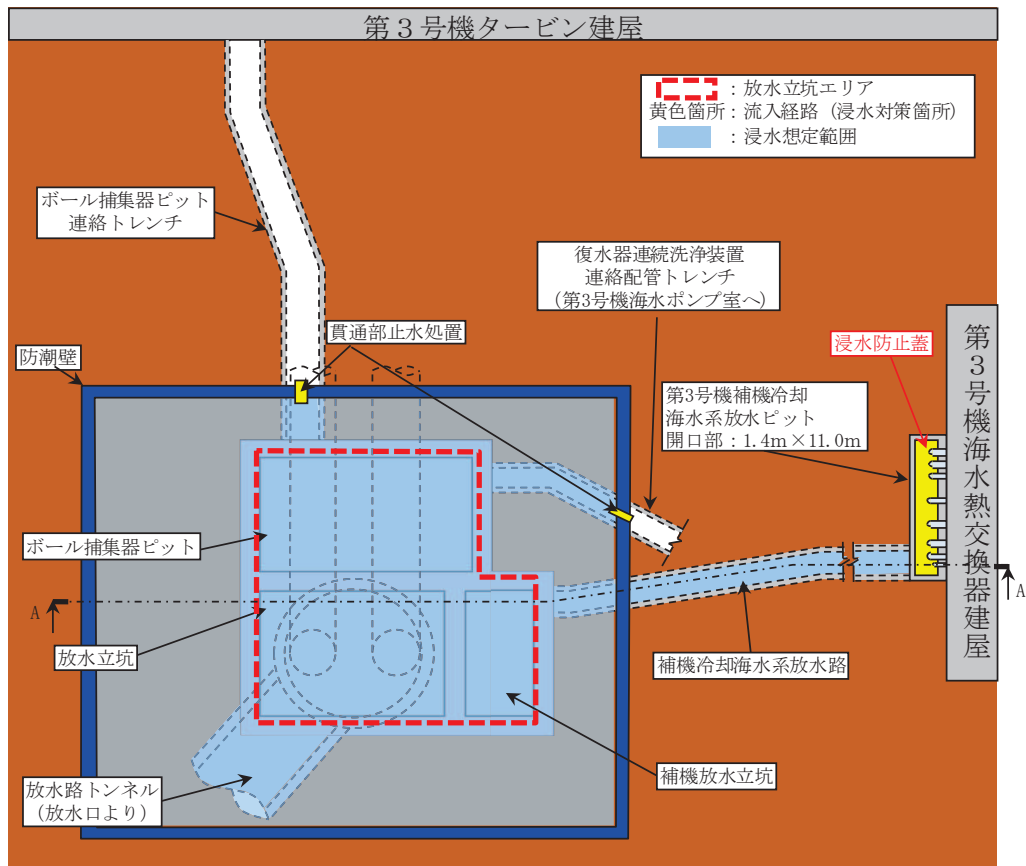 第３号機タービン建屋
：放水立坑エリア
黄色箇所：流入経路（浸水対策箇所）
：浸水想定範囲
ボール捕集器ピット
連絡トレンチ
復水器連続洗浄装置
連絡配管トレンチ
（第3号機海水ポンプ室へ）
貫通部止水処置
防潮壁
浸水防止蓋
第3号機補機冷却
海水系放水ピット
開口部：1.4m×11.0m
第３号機海水熱交換器建屋
ボール捕集器ピット
A
A
放水立坑
補機冷却海水系放水路
補機放水立坑
放水路トンネル
（放水口より）